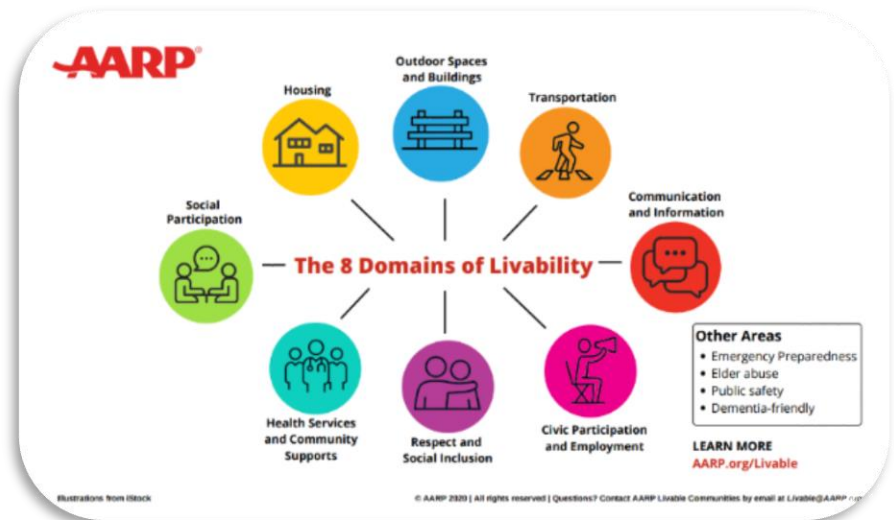 AARP®
Outdoor Spaces
and Buildings
Housing
Transportation
Communication
and Information
Social
Participation
The 8 Domains of Livability
Other Areas
• Emergency Preparedness
• Elder abuse
• Public safety
• Dementia-friendly
Health Services
and Community
Supports
Respect and
Social Inclusion
Civic Participation
and Employment
LEARN MORE
AARP.org/Livable
Illustrations from iStock
© AARP 2020 | All rights reserved | Questions? Contact AARP Livable Communities by email at